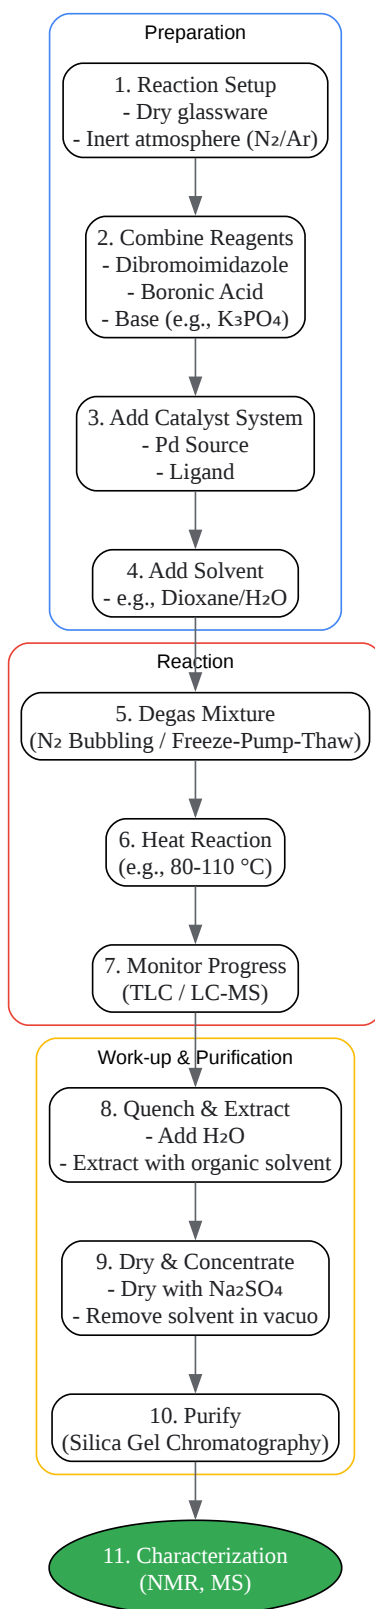 Preparation
1. Reaction Setup
- Dry glassware
- Inert atmosphere (N₂/Ar)
2. Combine Reagents
- Dibromoimidazole
- Boronic Acid
- Base (e.g., K₃PO₄)
3. Add Catalyst System
- Pd Source
- Ligand
4. Add Solvent
- e.g., Dioxane/H₂O
Reaction
5. Degas Mixture
(N₂ Bubbling / Freeze-Pump-Thaw)
6. Heat Reaction
(e.g., 80-110 °C)
7. Monitor Progress
(TLC / LC-MS)
Work-up & Purification
8. Quench & Extract
- Add H₂O
- Extract with organic solvent
9. Dry & Concentrate
- Dry with Na₂SO₄
- Remove solvent in vacuo
10. Purify
(Silica Gel Chromatography)
11. Characterization
(NMR, MS)